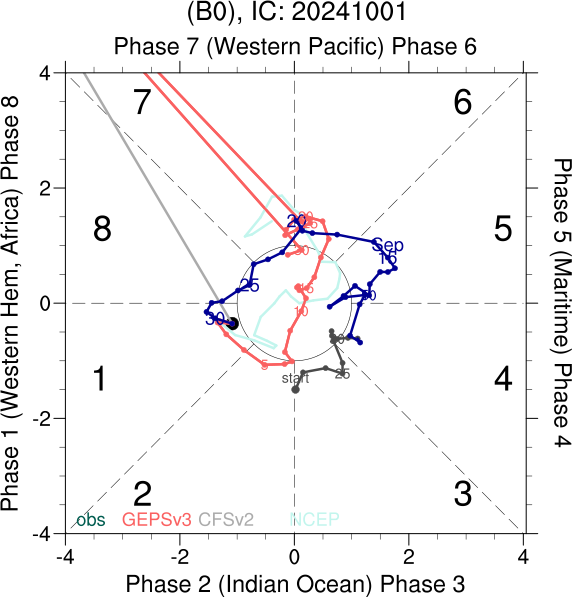 (B0), IC: 20241001
Phase 7 (Western Pacific) Phase 6
Phase 1 (Western Hem, Africa) Phase 8
Phase 5 (Maritime) Phase 4
4
2
0
-2
-4
7
6
8
5
1
4
2
3
20
Sep
16
25
30
5
10
start
25
obs
GEPSv3
CFSv2
NCEP
-4
-2
0
2
4
Phase 2 (Indian Ocean) Phase 3